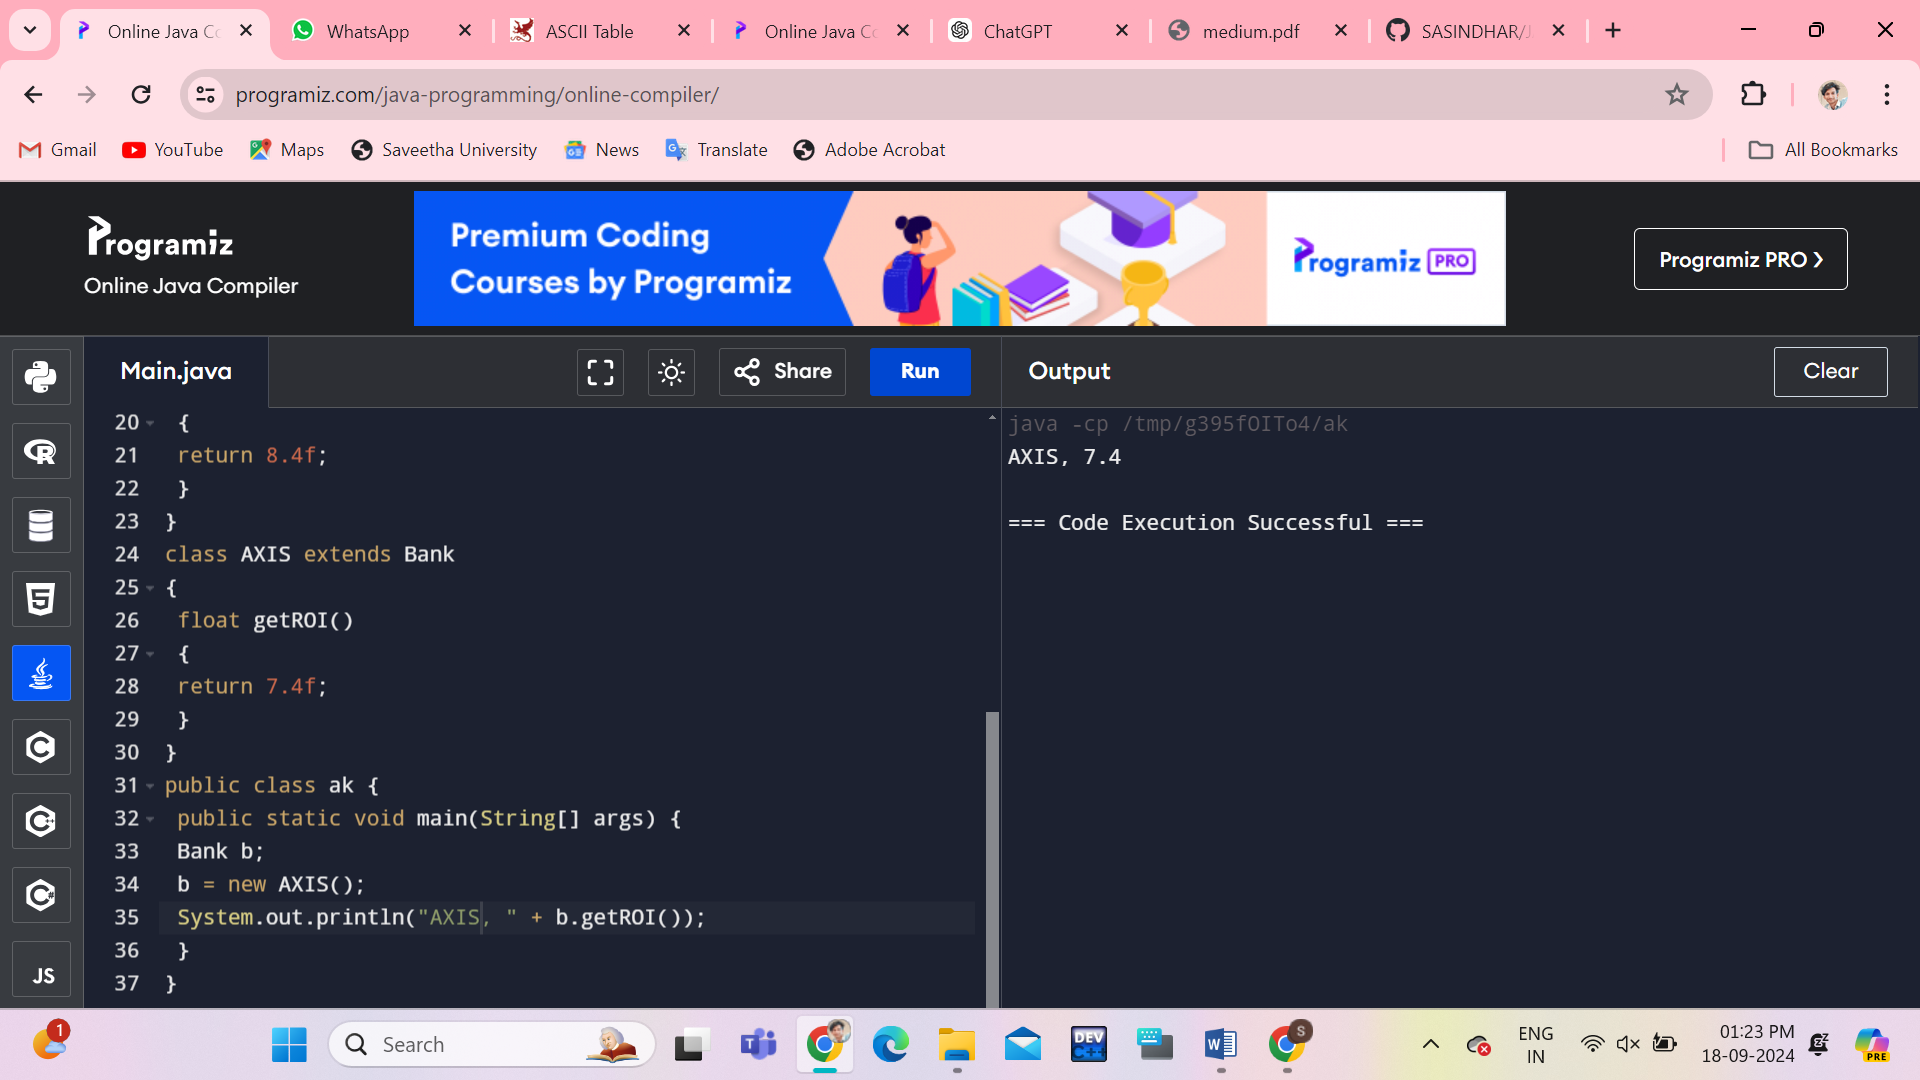 Online Java Co
WhatsApp
ASCII Table
Online Java Co
ChatGPT
medium.pdf
SASINDHAR/J
programiz.com/java-programming/online-compiler/
Gmail
YouTube
Maps
Saveetha University
News
Translate
Adobe Acrobat
All Bookmarks
Programiz
Online Java Compiler
Premium Coding
Courses by Programiz
Programiz PRO
Programiz PRO ❯
Main.java
Share
Run
Output
Clear
20 {
21 return 8.4f;
22 }
23 }
24 class AXIS extends Bank
25 {
26 float getROI()
27 {
28 return 7.4f;
29 }
30 }
31 public class ak {
32 public static void main(String[] args) {
33 Bank b;
34 b = new AXIS();
35 System.out.println("AXIS, " + b.getROI());
36 }
37 }
java -cp /tmp/g395fOITo4/ak
AXIS, 7.4
=== Code Execution Successful ===
JS
1
Search
DEV
C++
S
ENG
IN
01:23 PM
18-09-2024
PRE